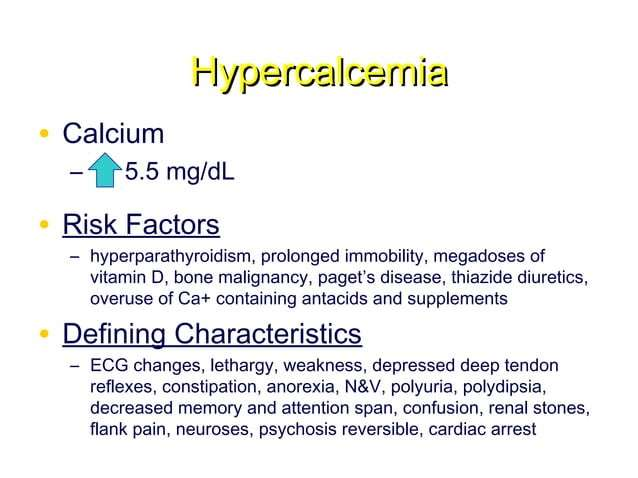 Hypercalcemia
• Calcium
– 5.5 mg/dL
• Risk Factors
– hyperparathyroidism, prolonged immobility, megadoses of
vitamin D, bone malignancy, paget's disease, thiazide diuretics,
overuse of Ca+ containing antacids and supplements
• Defining Characteristics
– ECG changes, lethargy, weakness, depressed deep tendon
reflexes, constipation, anorexia, N&V, polyuria, polydipsia,
decreased memory and attention span, confusion, renal stones,
flank pain, neuroses, psychosis reversible, cardiac arrest